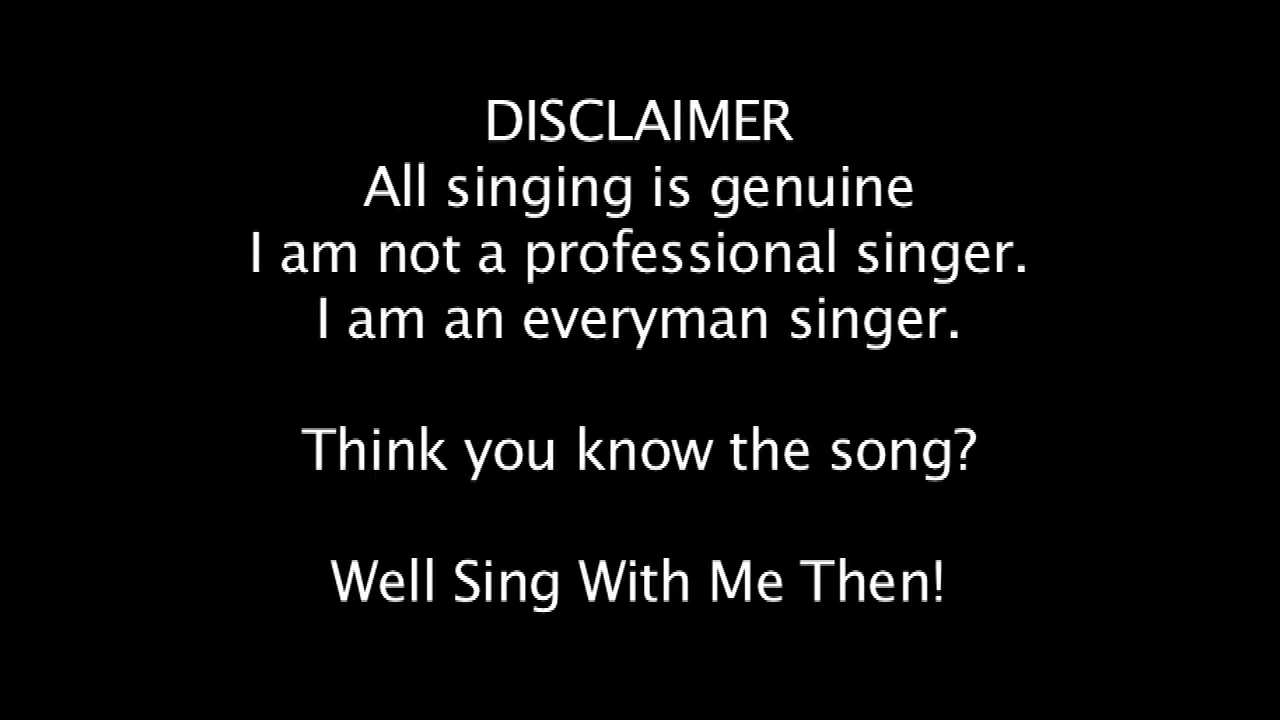 DISCLAIMER
All singing is genuine
I am not a professional singer.
I am an everyman singer.
Think you know the song?
Well Sing With Me Then!